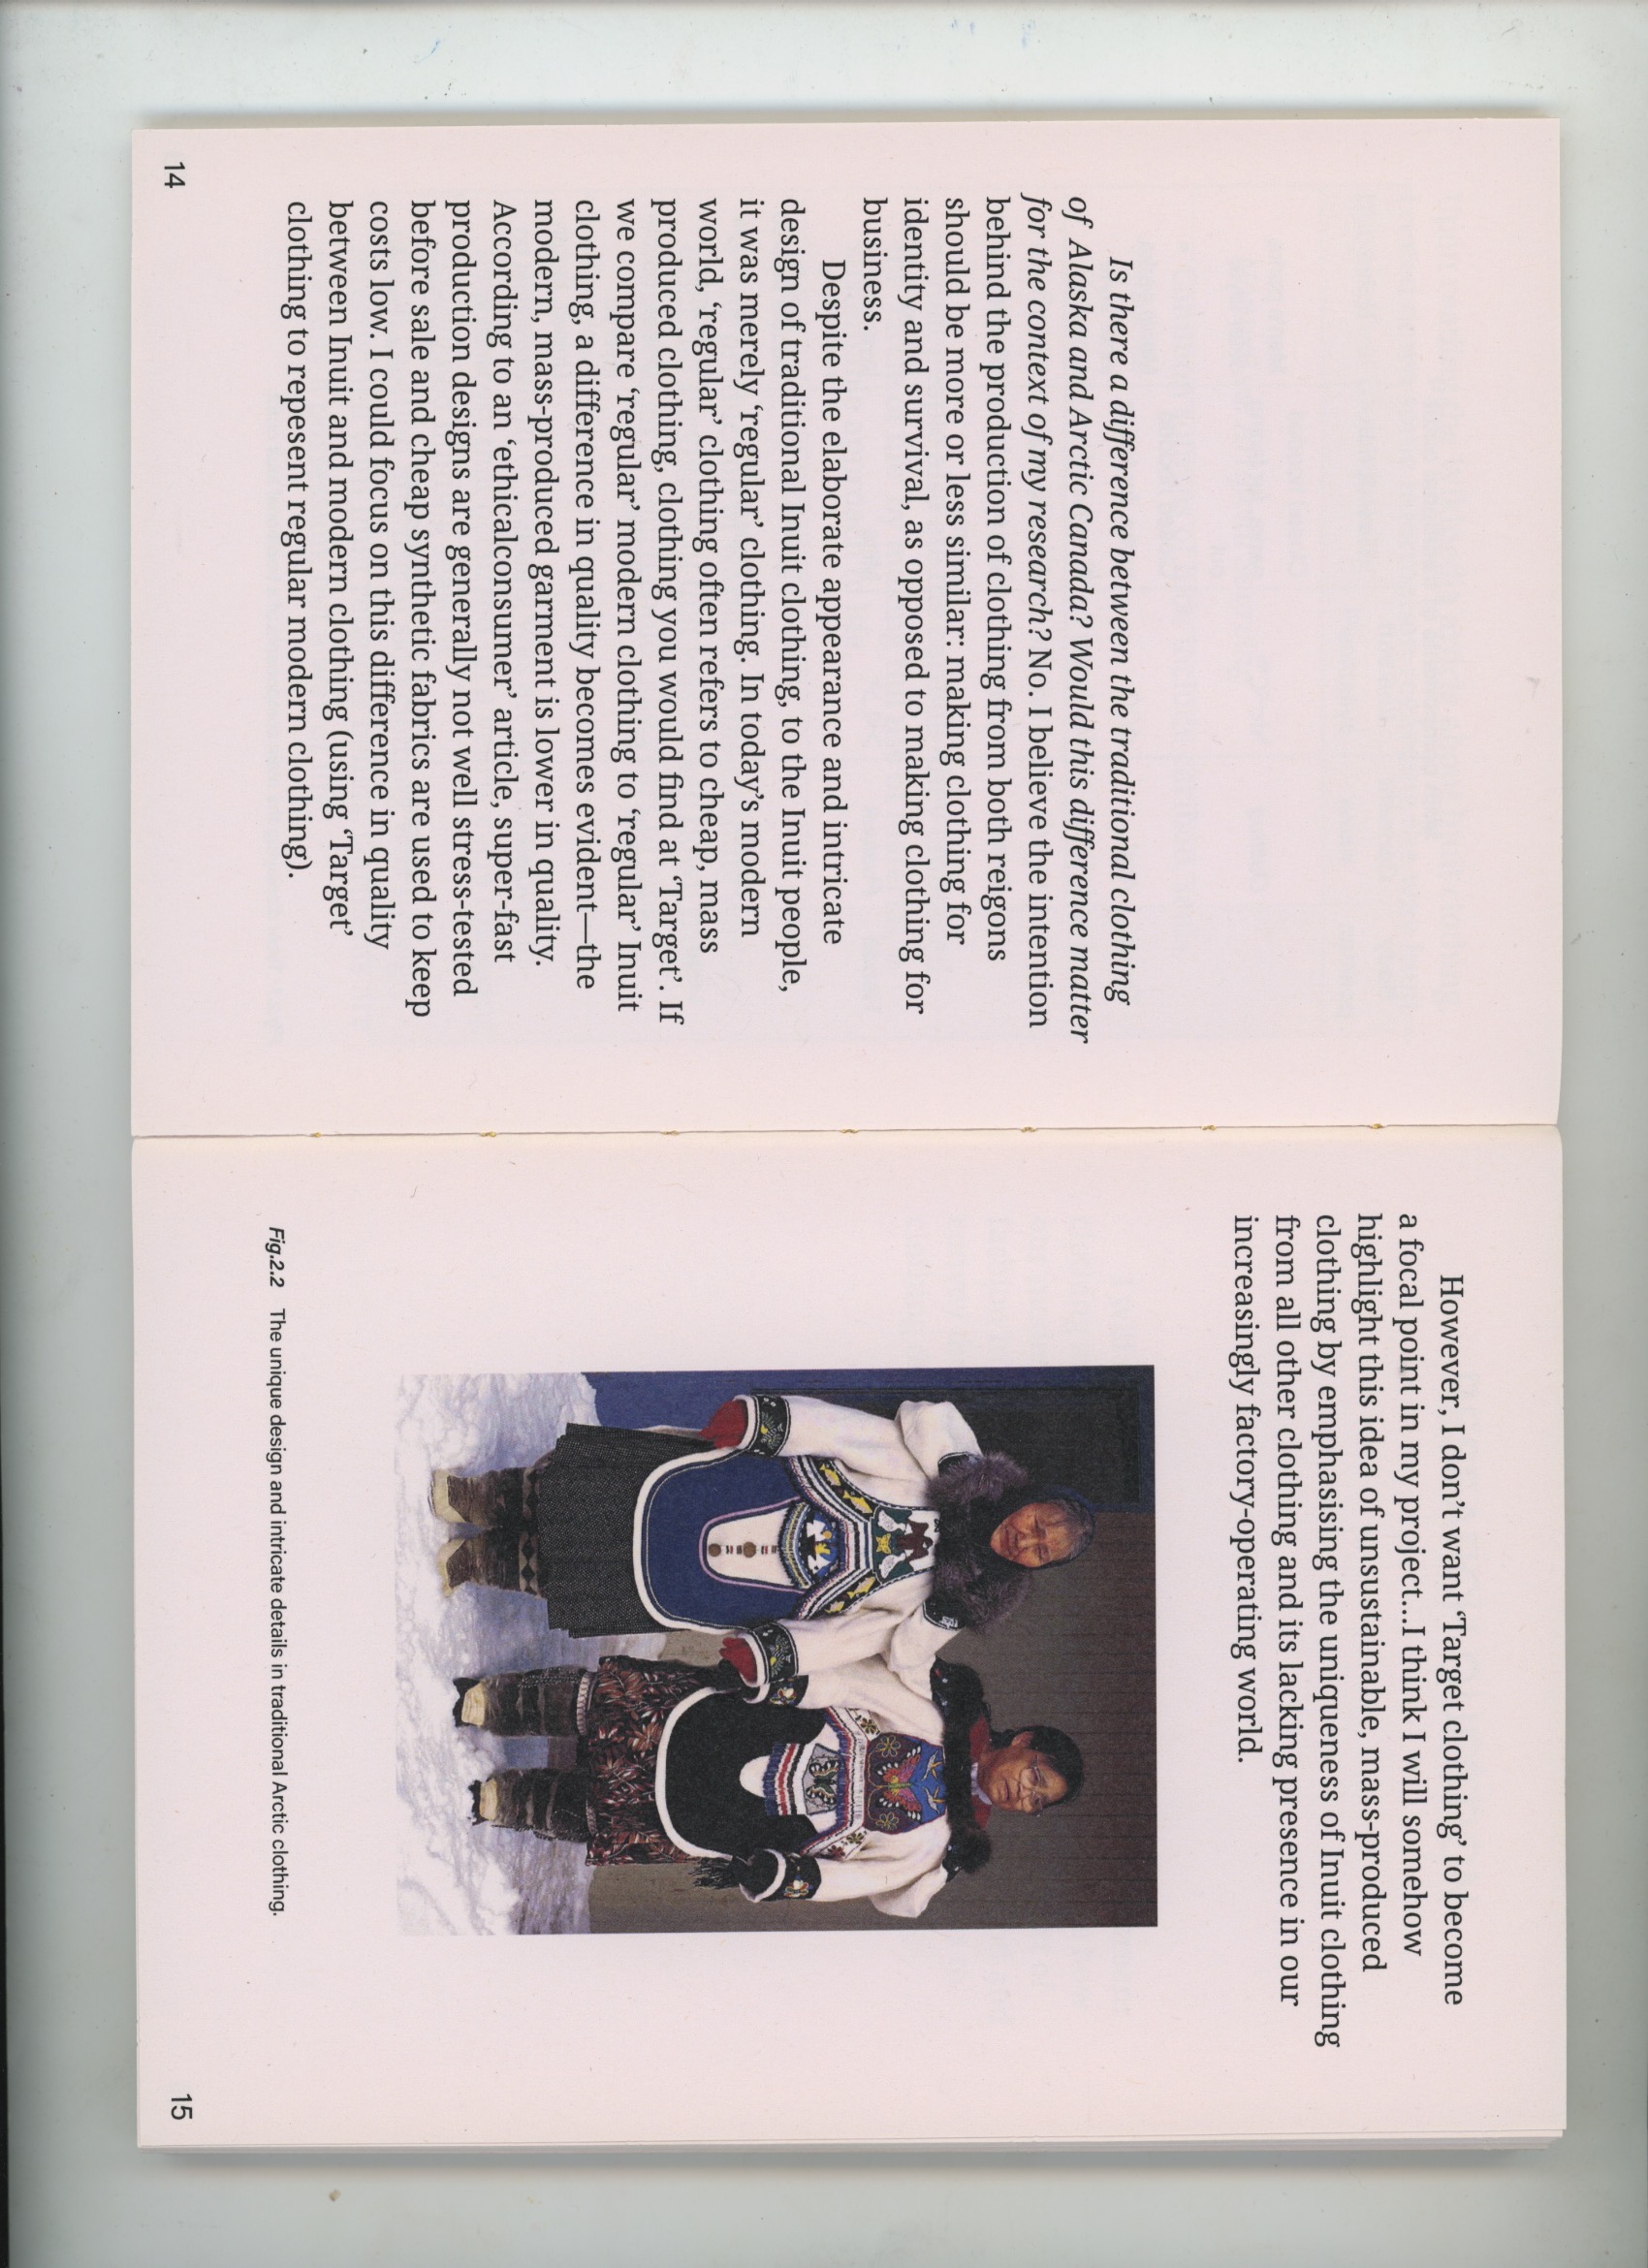 Is there a difference between the traditional clothing
of Alaska and Arctic Canada? Would this difference matter
for the context of my research? No. I believe the intention
behind the production of clothing from both reigons
should be more or less similar: making clothing for
identity and survival, as opposed to making clothing for
business.
Despite the elaborate appearance and intricate
design of traditional Inuit clothing, to the Inuit people,
it was merely ‘regular’ clothing. In today’s modern
world, ‘regular’ clothing often refers to cheap, mass
produced clothing, clothing you would find at ‘Target’. If
we compare ‘regular’ modern clothing to ‘regular’ Inuit
clothing, a difference in quality becomes evident—the
modern, mass-produced garment is lower in quality.
According to an ‘ethicalconsumer’ article, super-fast
production designs are generally not well stress-tested
before sale and cheap synthetic fabrics are used to keep
costs low. I could focus on this difference in quality
between Inuit and modern clothing (using ‘Target’
clothing to repesent regular modern clothing).
14
However, I don’t want ‘Target clothing’ to become
a focal point in my project...I think I will somehow
highlight this idea of unsustainable, mass-produced
clothing by emphasising the uniqueness of Inuit clothing
from all other clothing and its lacking presence in our
increasingly factory-operating world.
Fig.2.2 The unique design and intricate details in traditional Arctic clothing.
15